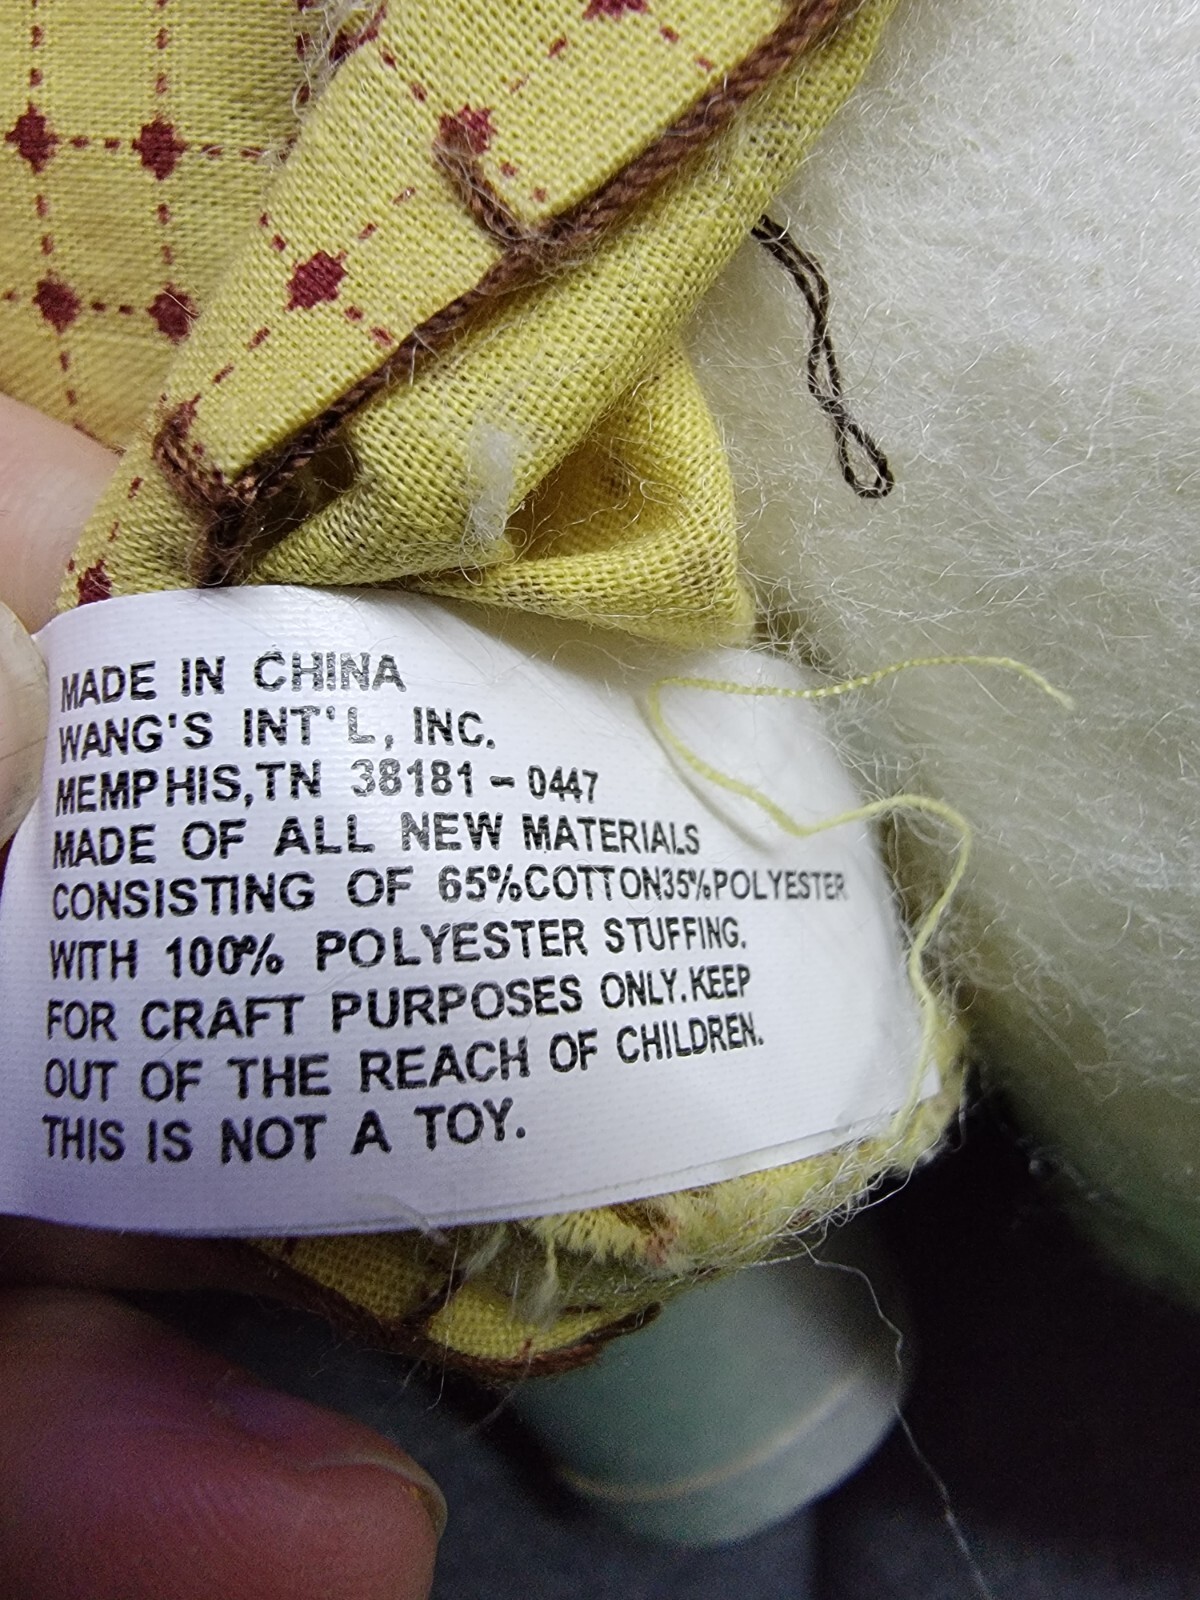 MADE IN CHINA
WANG'S INT'L, INC.
MEMPHIS,TN 38181-0447
MADE OF ALL NEW MATERIALS
CONSISTING OF 65%COTTON35%POLYESTER
WITH 100% POLYESTER STUFFING.
FOR CRAFT PURPOSES ONLY.KEEP
OUT OF THE REACH OF CHILDREN.
THIS IS NOT A TOY.